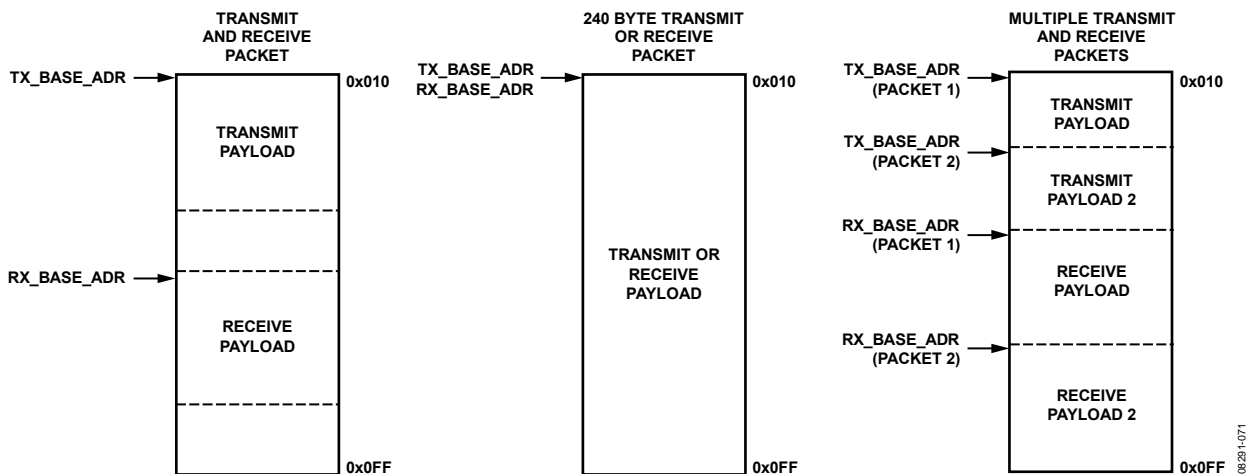 TRANSMIT
AND RECEIVE
PACKET
TX_BASE_ADR
0x010
TRANSMIT
PAYLOAD
RX_BASE_ADR
RECEIVE
PAYLOAD
0x0FF
240 BYTE TRANSMIT
OR RECEIVE
PACKET
TX_BASE_ADR
RX_BASE_ADR
0x010
TRANSMIT OR
RECEIVE
PAYLOAD
0x0FF
MULTIPLE TRANSMIT
AND RECEIVE
PACKETS
TX_BASE_ADR
(PACKET 1)
0x010
TRANSMIT
PAYLOAD
TX_BASE_ADR
(PACKET 2)
TRANSMIT
PAYLOAD 2
RX_BASE_ADR
(PACKET 1)
RECEIVE
PAYLOAD
RX_BASE_ADR
(PACKET 2)
RECEIVE
PAYLOAD 2
0x0FF
08291-071